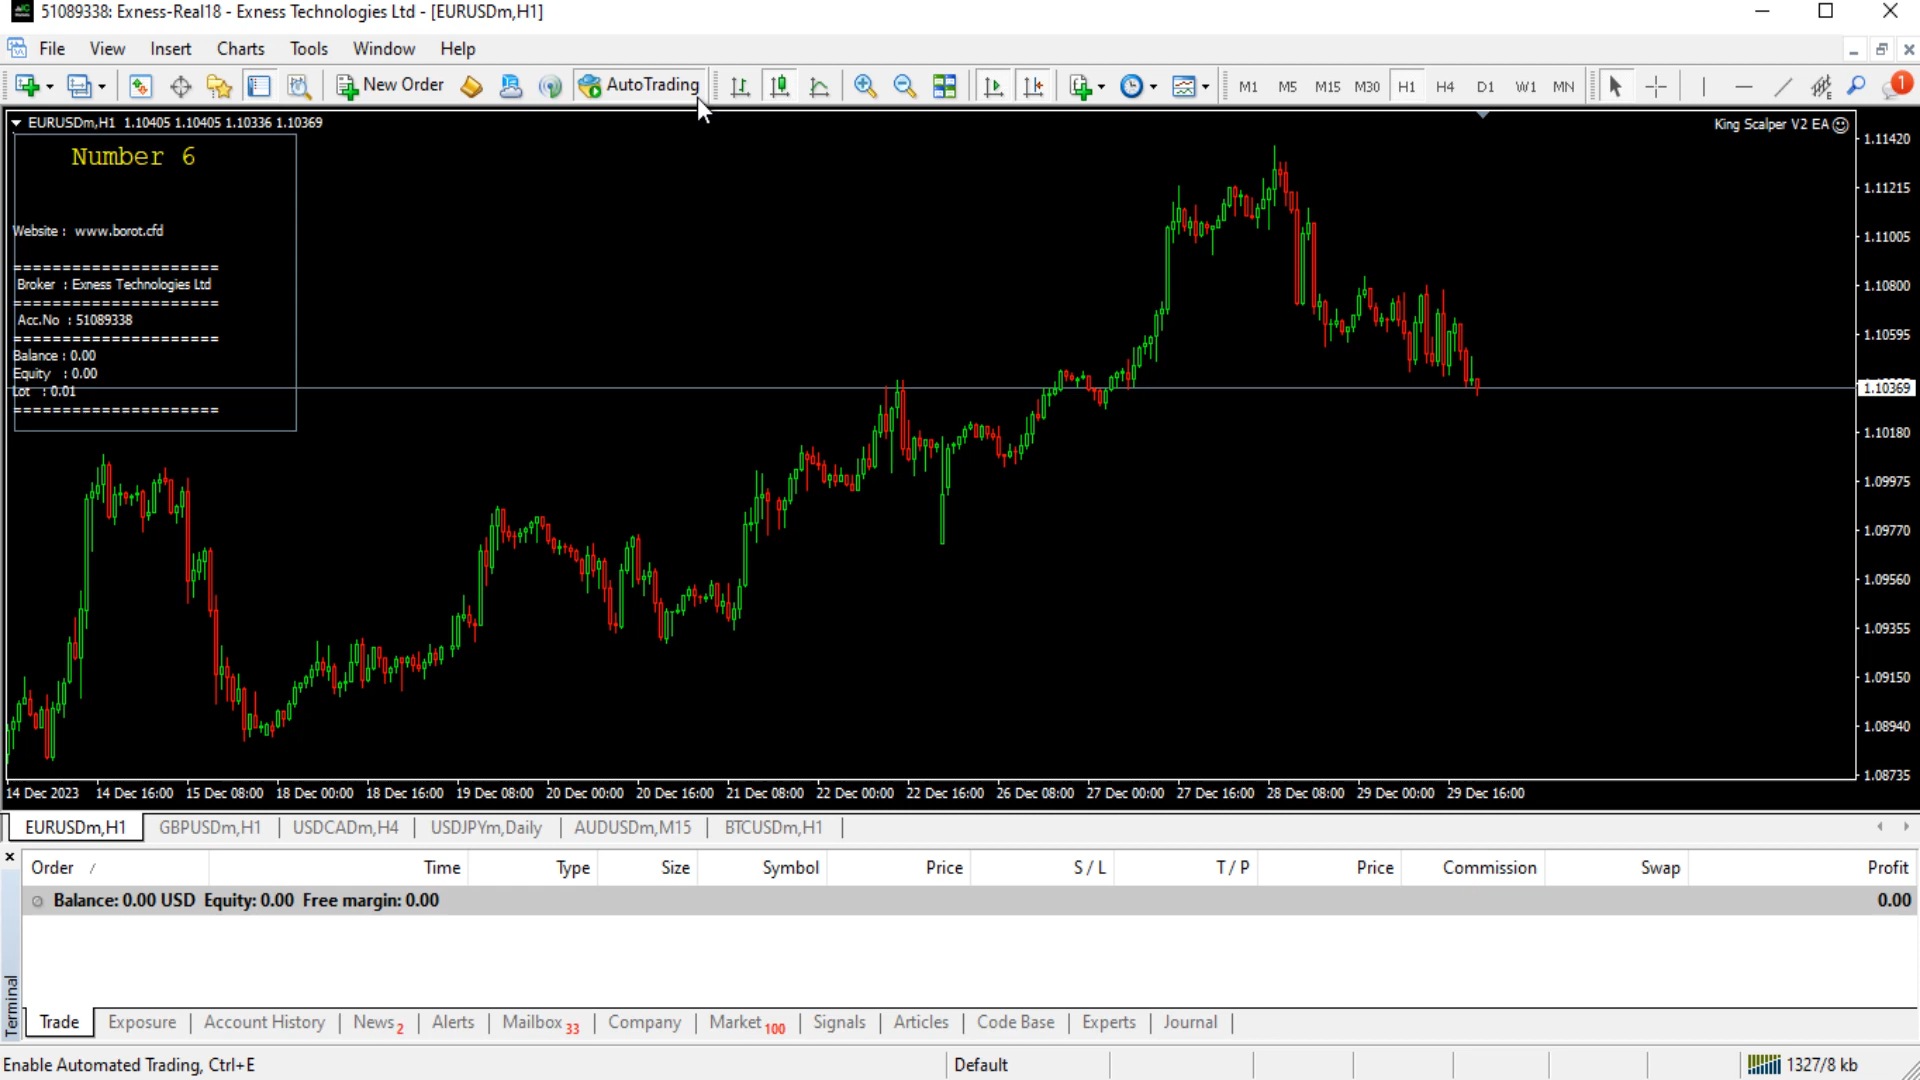 51089338: Exness-Real18 - Exness Technologies Ltd - [EURUSDm,H1]
File View Insert Charts Tools Window Help
New Order AutoTrading M1 M5 M15 M30 H1 H4 D1 W1 MN 1
EURUSDm,H1 1.10405 1.10405 1.10336 1.10369
King Scalper V2 EA
Number 6
Website : www.borot.cfd
=====================
Broker : Exness Technologies Ltd
=====================
Acc.No : 51089338
=====================
Balance : 0.00
Equity : 0.00
Lot : 0.01
=====================
1.11420
1.11215
1.11005
1.10800
1.10595
1.10369
1.10180
1.09975
1.09770
1.09560
1.09355
1.09150
1.08940
1.08735
14 Dec 2023 14 Dec 16:00 15 Dec 08:00 18 Dec 00:00 18 Dec 16:00 19 Dec 08:00 20 Dec 00:00 20 Dec 16:00 21 Dec 08:00 22 Dec 00:00 22 Dec 16:00 26 Dec 08:00 27 Dec 00:00 27 Dec 16:00 28 Dec 08:00 29 Dec 00:00 29 Dec 16:00
EURUSDm,H1 GBPUSDm,H1 USDCADm,H4 USDJPYm,Daily AUDUSDm,M15 BTCUSDm,H1
Order / Time Type Size Symbol Price S / L T / P Price Commission Swap Profit
Balance: 0.00 USD Equity: 0.00 Free margin: 0.00 0.00
Terminal
Trade Exposure Account History News 2 Alerts Mailbox 33 Company Market 100 Signals Articles Code Base Experts Journal
Enable Automated Trading, Ctrl+E Default 1327/8 kb